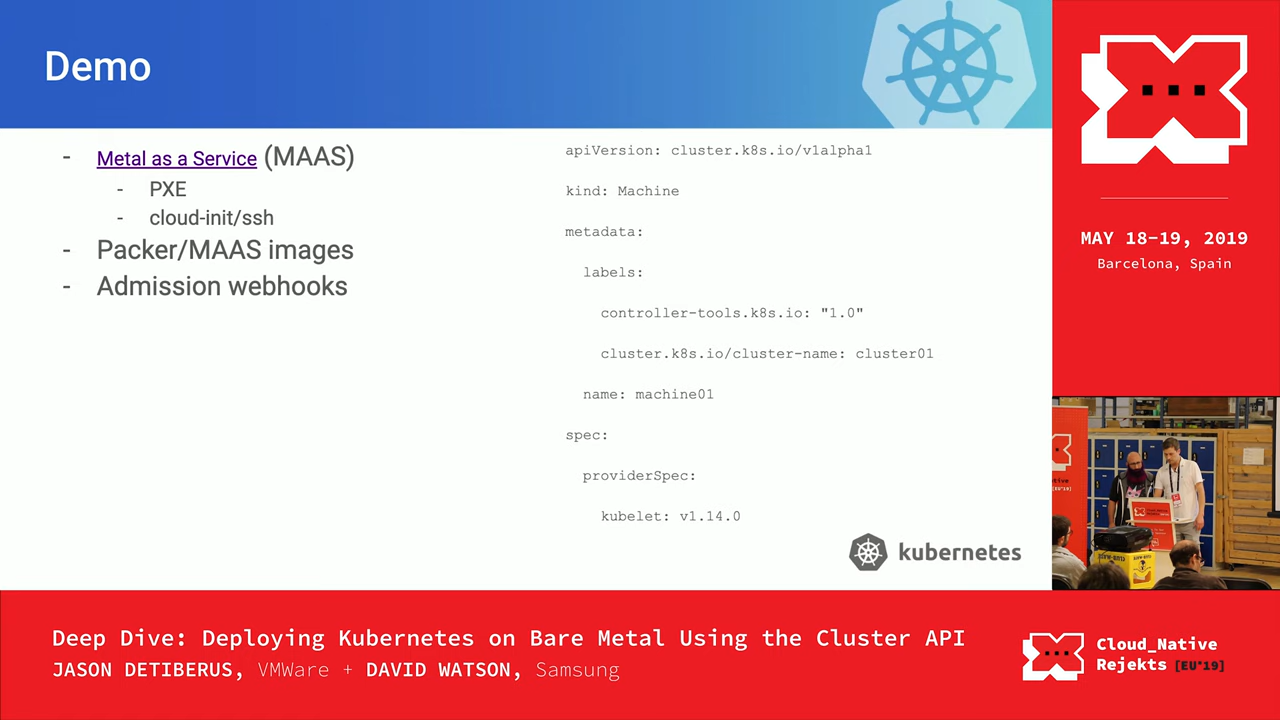 Demo
- Metal as a Service (MAAS)
- PXE
- cloud-init/ssh
- Packer/MAAS images
- Admission webhooks
apiVersion: cluster.k8s.io/v1alpha1
kind: Machine
metadata:
labels:
controller-tools.k8s.io: "1.0"
cluster.k8s.io/cluster-name: cluster01
name: machine01
spec:
providerSpec:
kubelet: v1.14.0
kubernetes
MAY 18-19, 2019
Barcelona, Spain
Deep Dive: Deploying Kubernetes on Bare Metal Using the Cluster API
JASON DETIBERUS, VMWare + DAVID WATSON, Samsung
Cloud_Native
Rejekts [EU'19]